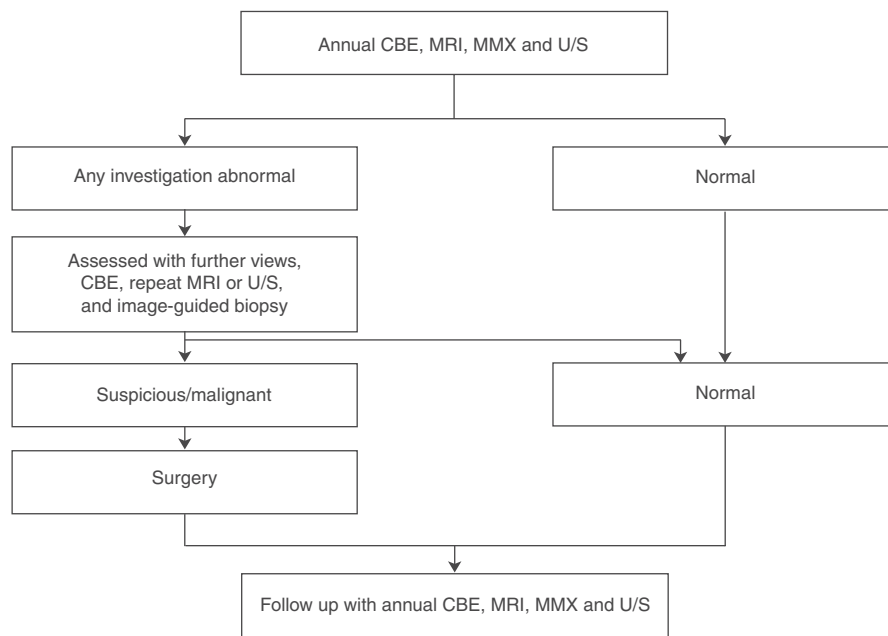 Annual CBE, MRI, MMX and U/S
Any investigation abnormal
Normal
Assessed with further views,
CBE, repeat MRI or U/S,
and image-guided biopsy
Suspicious/malignant
Normal
Surgery
Follow up with annual CBE, MRI, MMX and U/S